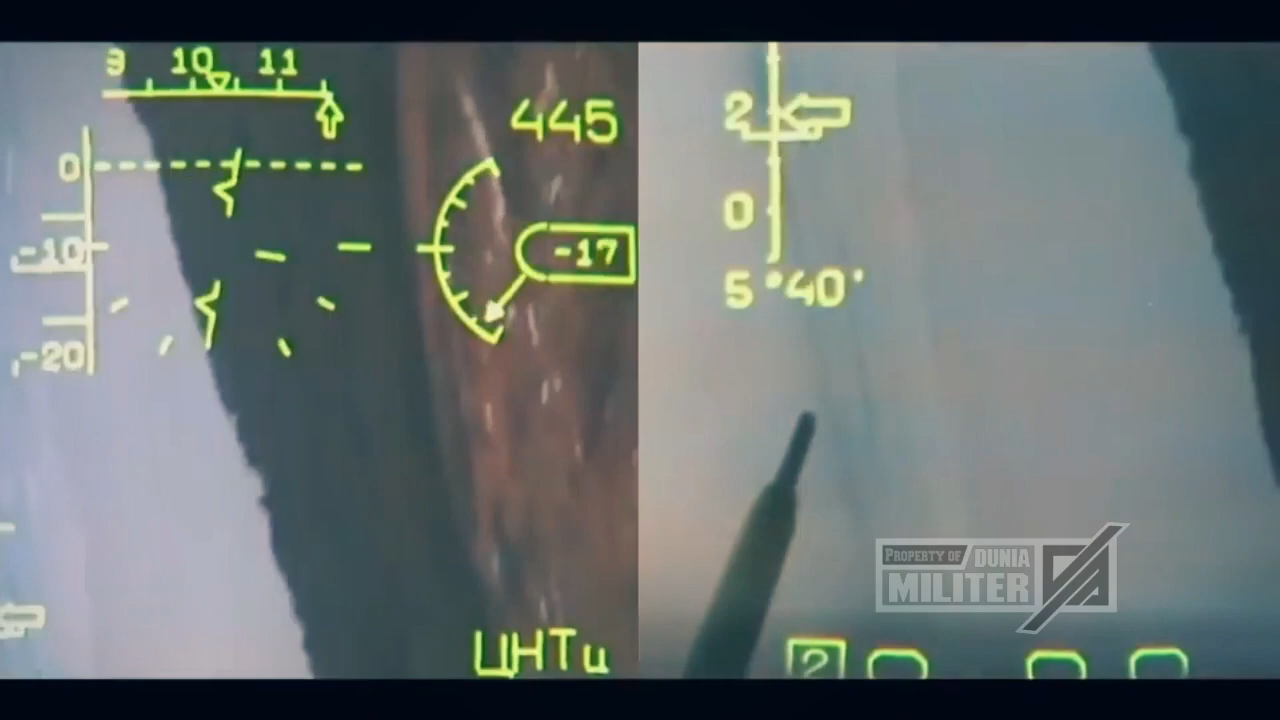 9 10 11
445
0
-10
-17
-20
ЦНТц
2
0
5°40'
2
PROPERTY OF DUNIA
MILITER